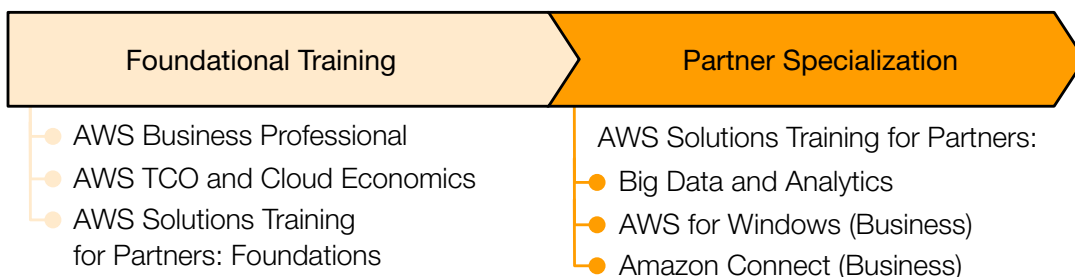 Foundational Training
Partner Specialization
AWS Business Professional
AWS TCO and Cloud Economics
AWS Solutions Training
for Partners: Foundations
AWS Solutions Training for Partners:
Big Data and Analytics
AWS for Windows (Business)
Amazon Connect (Business)